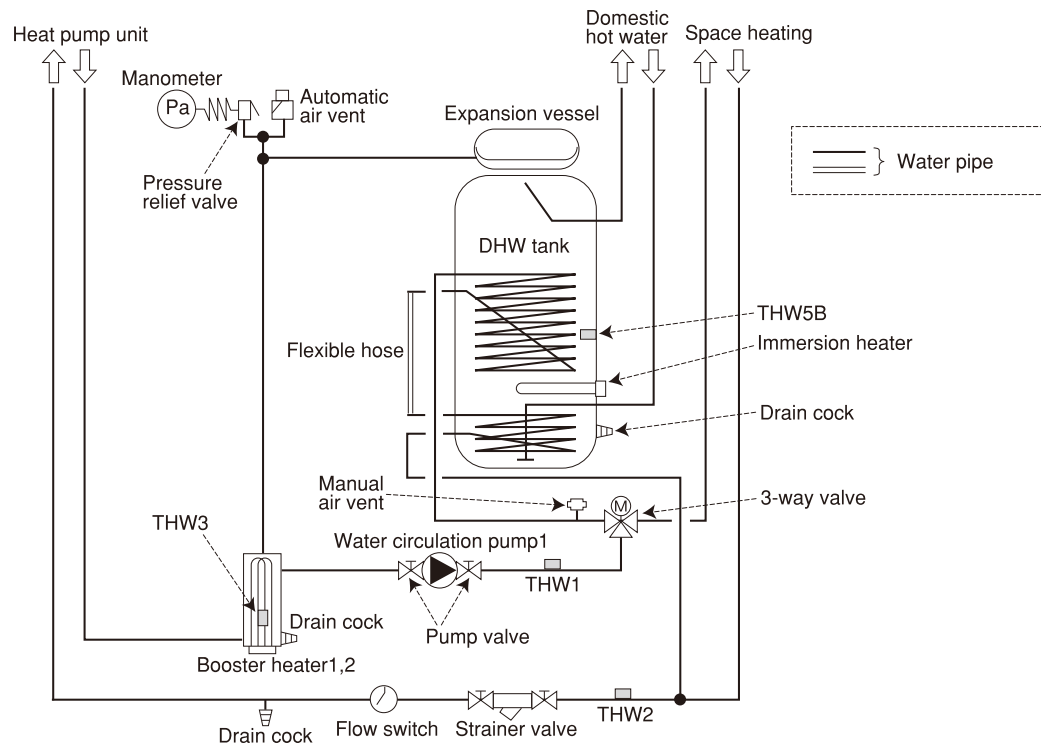 Heat pump unit
Domestic
hot water
Space heating
Manometer
Pa
Automatic
air vent
Expansion vessel
Pressure
relief valve
Water pipe
DHW tank
THW5B
Flexible hose
Immersion heater
Drain cock
Manual
air vent
M
3-way valve
THW3
Water circulation pump1
THW1
Drain cock
Pump valve
Booster heater1,2
THW2
Drain cock
Flow switch
Strainer valve